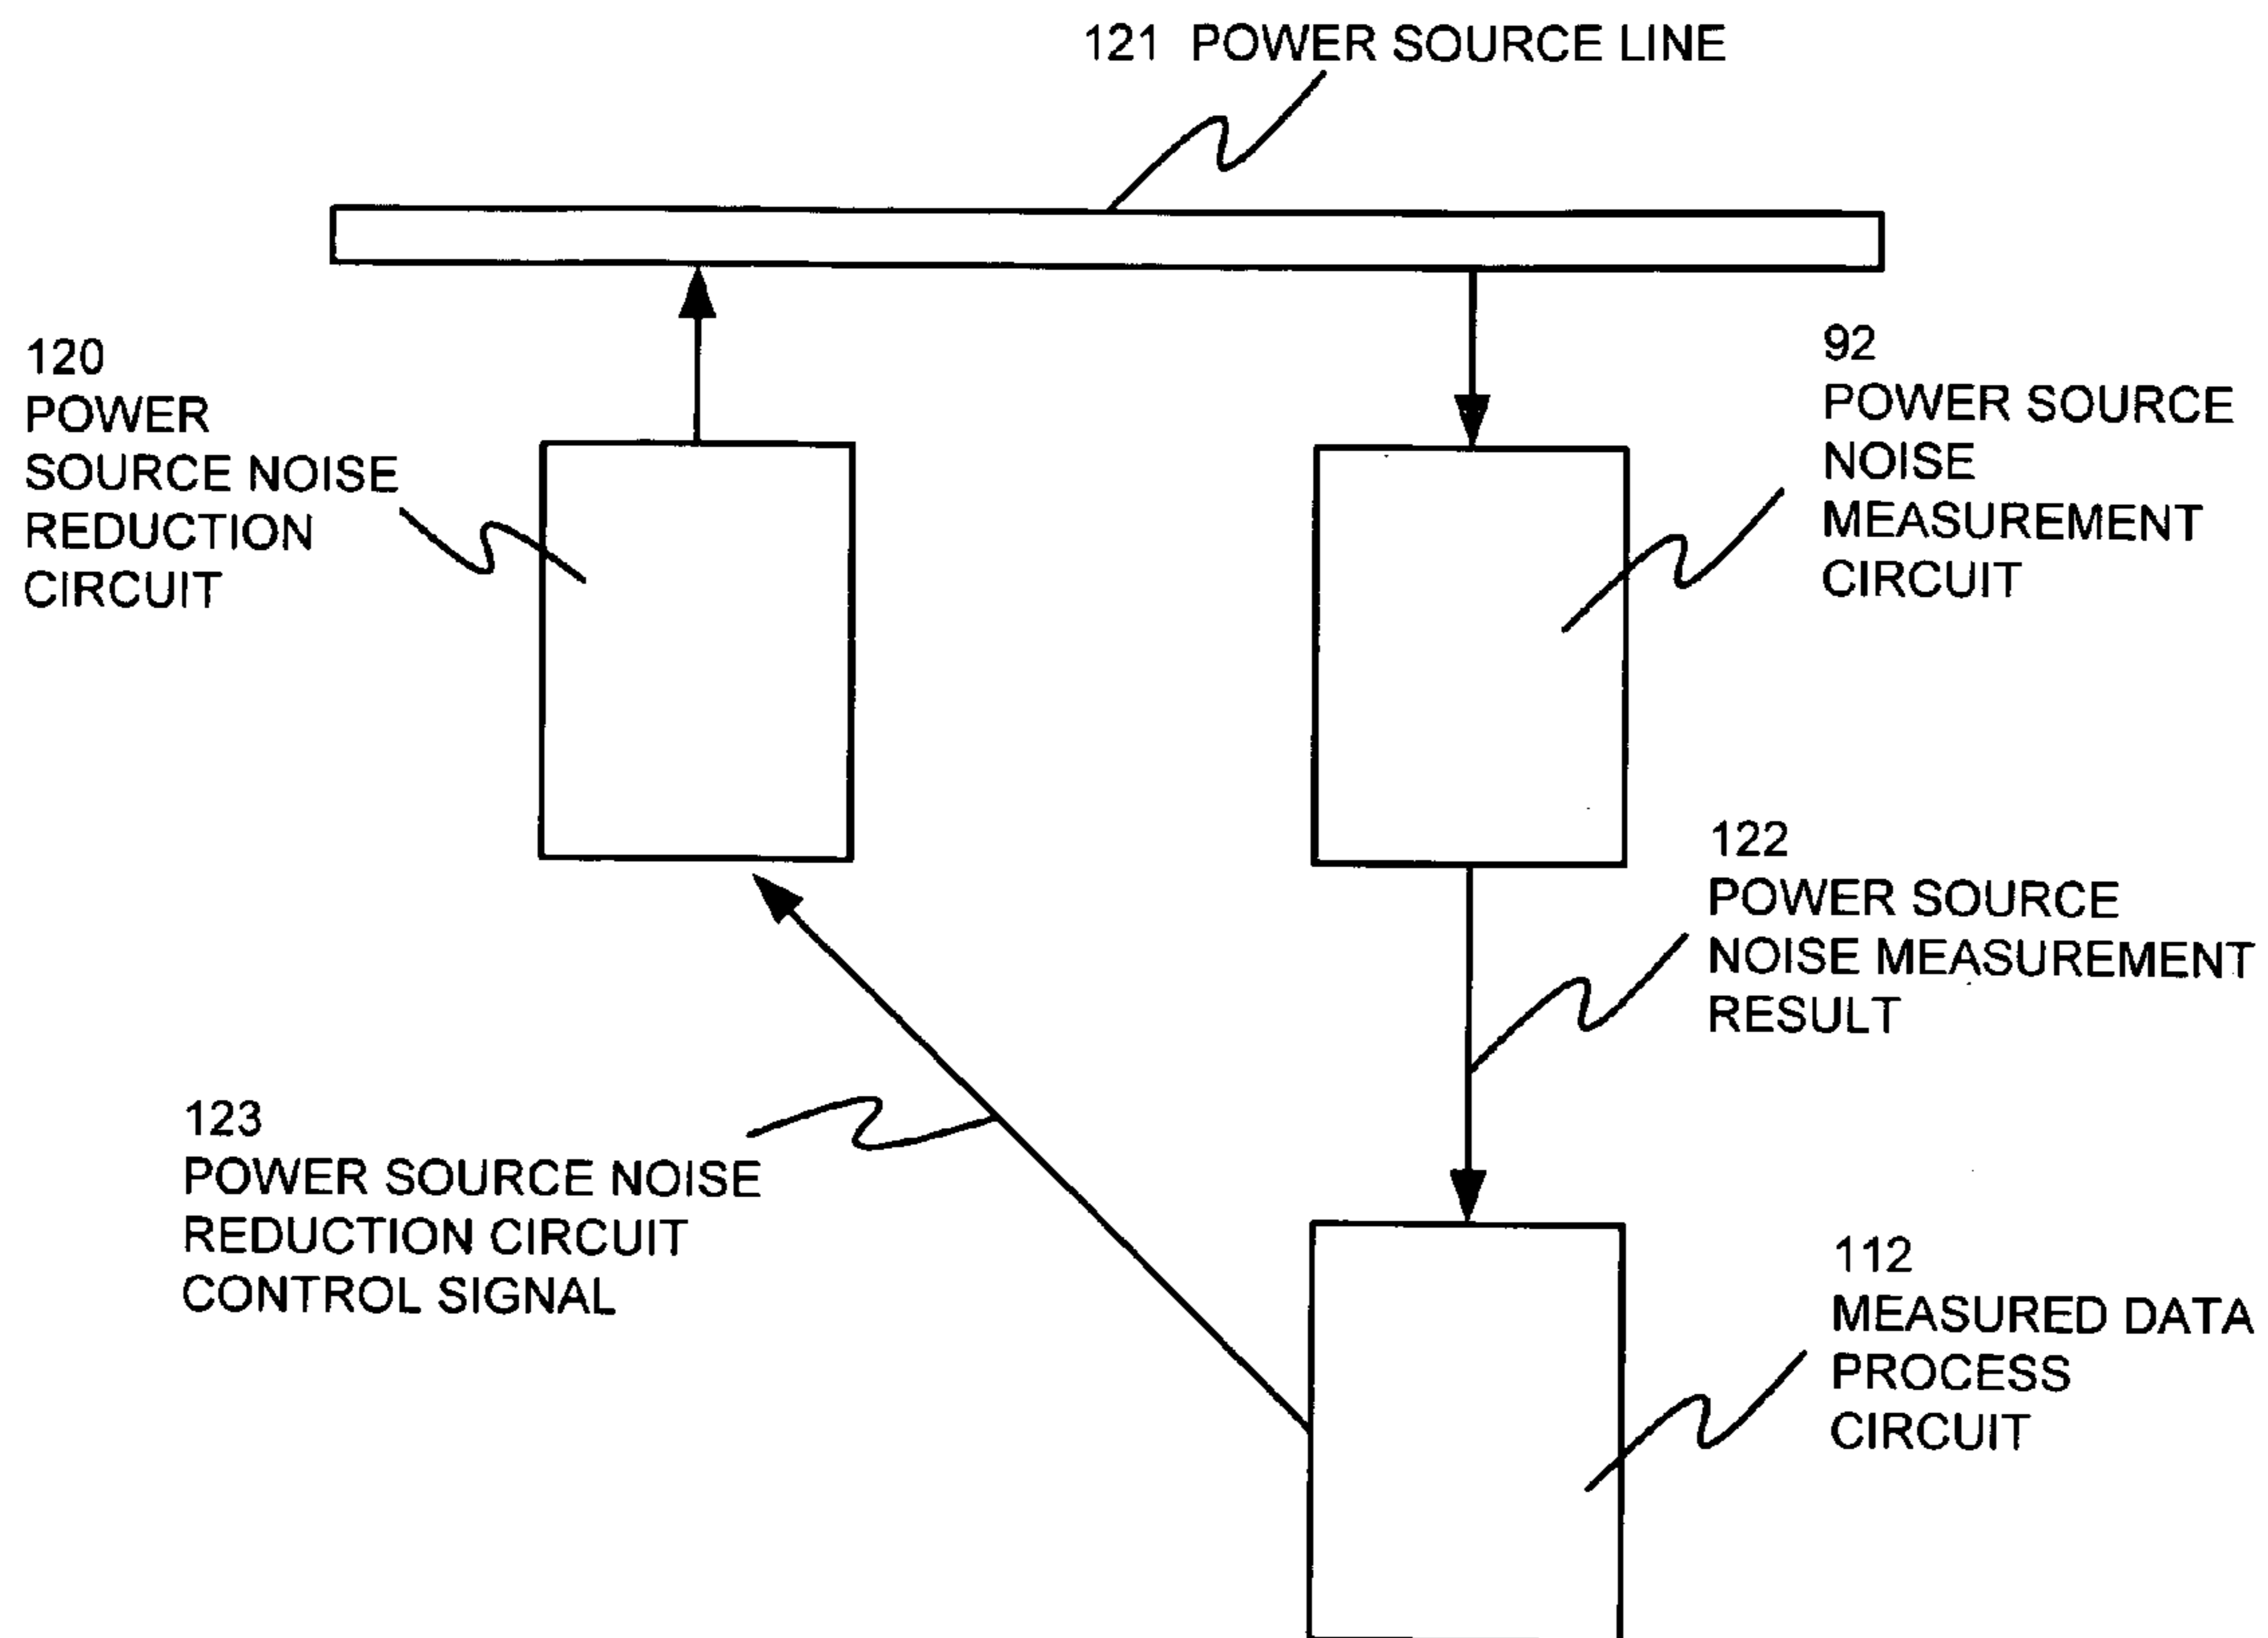 121 POWER SOURCE LINE
120
POWER
SOURCE NOISE
REDUCTION
CIRCUIT
92
POWER SOURCE
NOISE
MEASUREMENT
CIRCUIT
122
POWER SOURCE
NOISE MEASUREMENT
RESULT
123
POWER SOURCE NOISE
REDUCTION CIRCUIT
CONTROL SIGNAL
112
MEASURED DATA
PROCESS
CIRCUIT